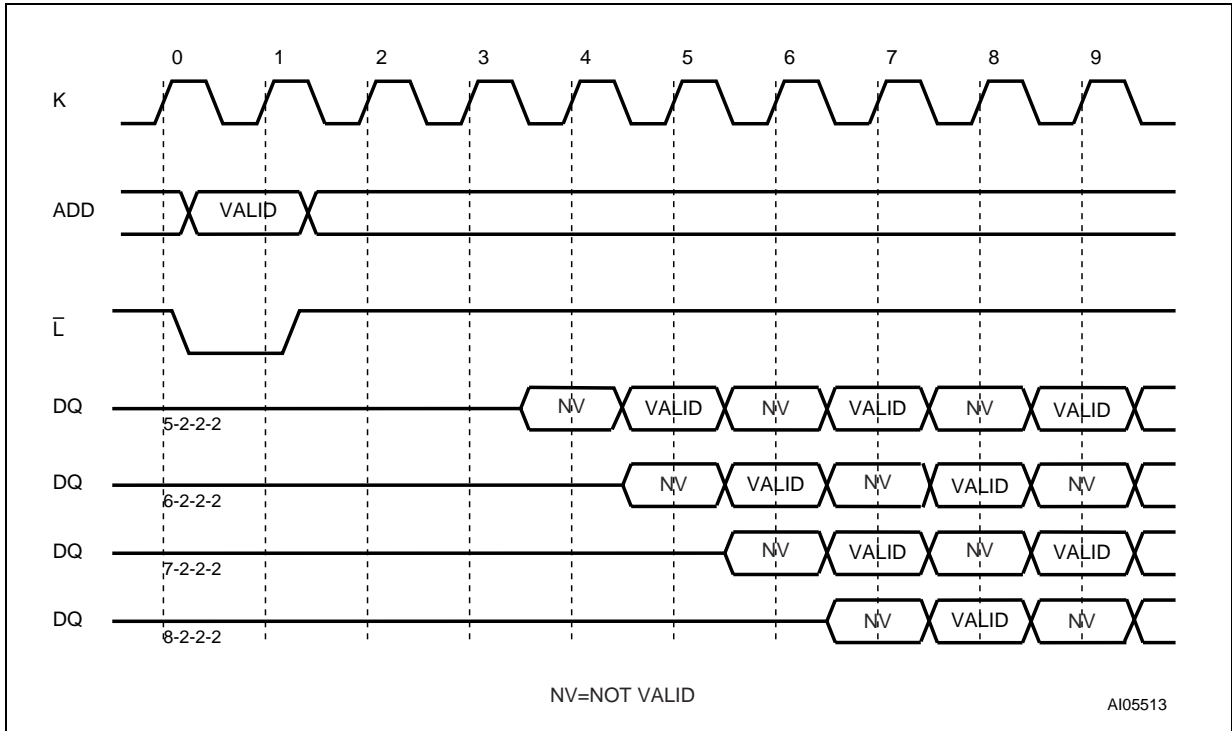 0 1 2 3 4 5 6 7 8 9
K
ADD VALID
L̅
DQ 5-2-2-2 NV VALID NV VALID NV VALID
DQ 6-2-2-2 NV VALID NV VALID NV
DQ 7-2-2-2 NV VALID NV VALID
DQ 8-2-2-2 NV VALID NV
NV=NOT VALID
AI05513